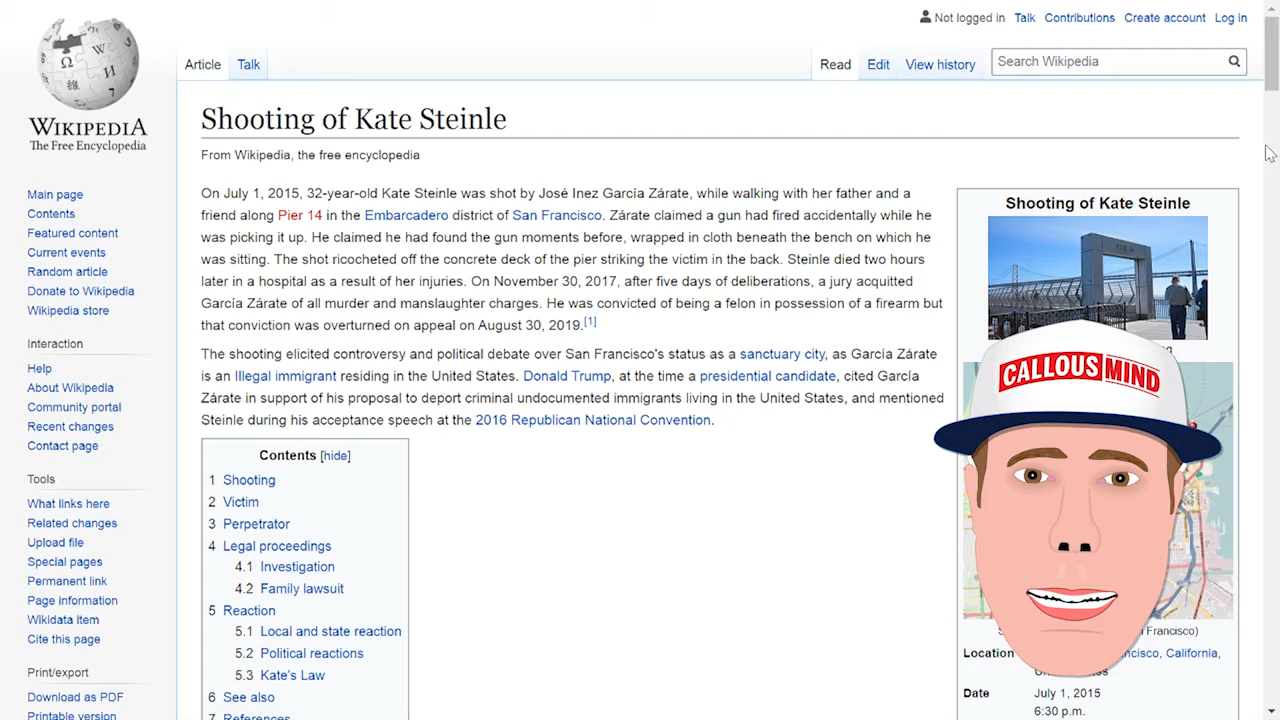 Not logged in Talk Contributions Create account Log in
Article Talk Read Edit View history Search Wikipedia
WIKIPEDIA
The Free Encyclopedia
Main page
Contents
Featured content
Current events
Random article
Donate to Wikipedia
Wikipedia store
Interaction
Help
About Wikipedia
Community portal
Recent changes
Contact page
Tools
What links here
Related changes
Upload file
Special pages
Permanent link
Page information
Wikidata item
Cite this page
Print/export
Download as PDF
Printable version
Shooting of Kate Steinle
From Wikipedia, the free encyclopedia
On July 1, 2015, 32-year-old Kate Steinle was shot by José Inez García Zárate, while walking with her father and a
friend along Pier 14 in the Embarcadero district of San Francisco. Zárate claimed a gun had fired accidentally while he
was picking it up. He claimed he had found the gun moments before, wrapped in cloth beneath the bench on which he
was sitting. The shot ricocheted off the concrete deck of the pier striking the victim in the back. Steinle died two hours
later in a hospital as a result of her injuries. On November 30, 2017, after five days of deliberations, a jury acquitted
García Zárate of all murder and manslaughter charges. He was convicted of being a felon in possession of a firearm but
that conviction was overturned on appeal on August 30, 2019.[1]
The shooting elicited controversy and political debate over San Francisco's status as a sanctuary city, as García Zárate
is an Illegal immigrant residing in the United States. Donald Trump, at the time a presidential candidate, cited García
Zárate in support of his proposal to deport criminal undocumented immigrants living in the United States, and mentioned
Steinle during his acceptance speech at the 2016 Republican National Convention.
Contents [hide]
1 Shooting
2 Victim
3 Perpetrator
4 Legal proceedings
4.1 Investigation
4.2 Family lawsuit
5 Reaction
5.1 Local and state reaction
5.2 Political reactions
5.3 Kate's Law
6 See also
7 References
Shooting of Kate Steinle
CALLOUS MIND
Francisco)
Location California,
Date July 1, 2015
6:30 p.m.